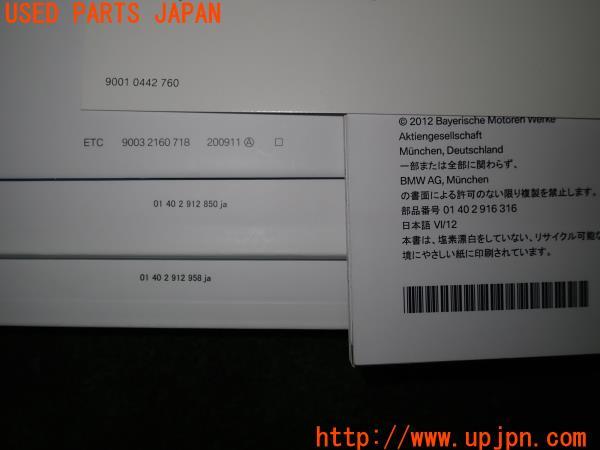 USED PARTS JAPAN
9001 0442 760
ETC 9003 2160 718 200911 Ⓐ □
01 40 2 912 850 ja
01 40 2 912 958 ja
© 2012 Bayerische Motoren Werke
Aktiengesellschaft
München, Deutschland
一部または全部に関わらず、
BMW AG, München
の書面による許可のない限り複製を禁止します。
部品番号 01 40 2 916 316
日本語 VI/12
本書は、塩素漂白をしていない、リサイクル可能な
境にやさしい紙に印刷されています。
http://www.upjpn.com